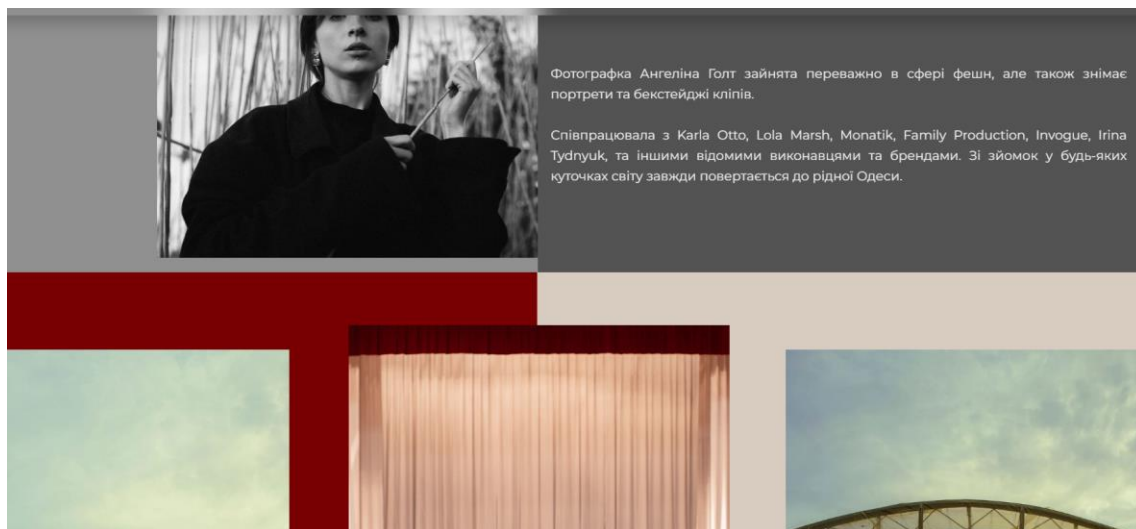 Фотографка Ангеліна Голт зайнята переважно в сфері фешн, але також знімає
портрети та бекстейджі кліпів.
Співпрацювала з Karla Otto, Lola Marsh, Monatik, Family Production, Invogue, Irina
Tydnyuk, та іншими відомими виконавцями та брендами. Зі зйомок у будь-яких
куточках світу завжди повертається до рідної Одеси.